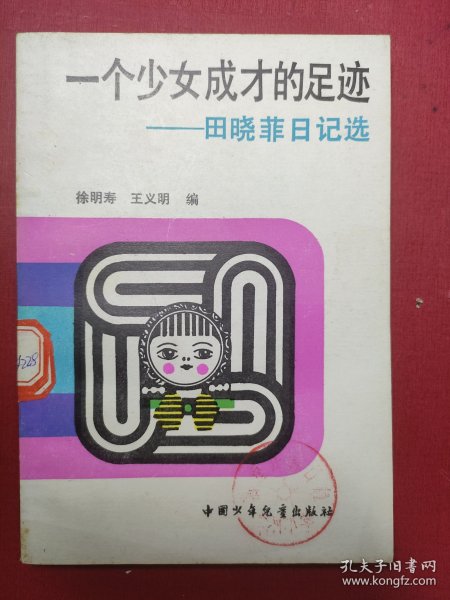 一个少女成才的足迹
——田晓菲日记选
徐明寿 王义明 编
4228
中国少年儿童出版社
孔夫子旧书网
www.kongfz.com